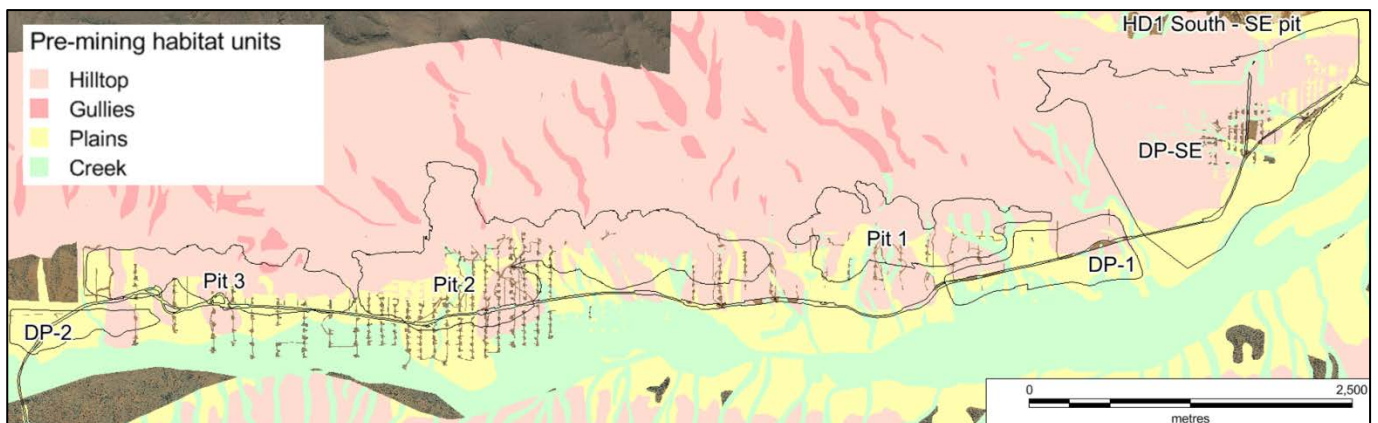 HD1 South - SE pit
Pre-mining habitat units
Hilltop
Gullies
Plains
Creek
DP-SE
Pit 1
DP-1
Pit 3
Pit 2
DP-2
0 2,500
metres